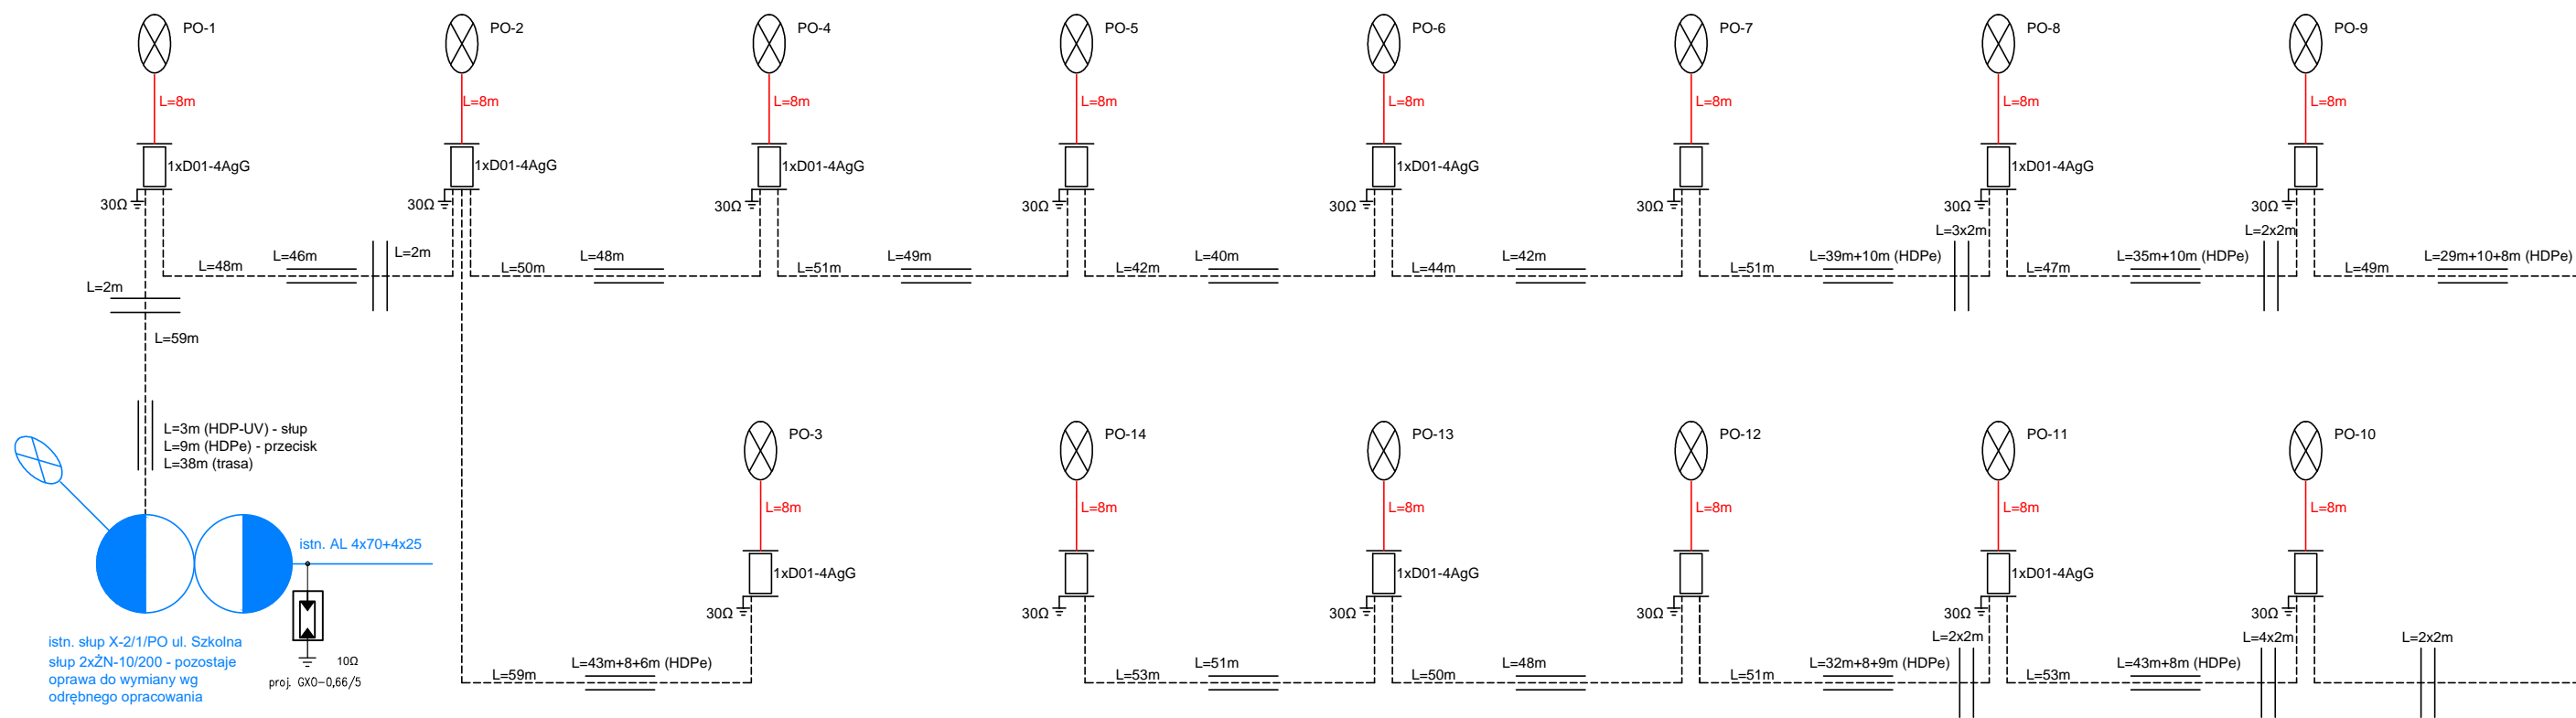 PO-1
PO-2
PO-4
PO-5
PO-6
PO-7
PO-8
PO-9
L=8m
L=8m
L=8m
L=8m
L=8m
L=8m
L=8m
L=8m
1xD01-4AgG
1xD01-4AgG
1xD01-4AgG
1xD01-4AgG
1xD01-4AgG
30Ω
30Ω
30Ω
30Ω
30Ω
30Ω
30Ω
30Ω
L=3x2m
L=2x2m
L=48m
L=46m
L=2m
L=50m
L=48m
L=51m
L=49m
L=42m
L=40m
L=44m
L=42m
L=51m
L=39m+10m (HDPe)
L=47m
L=35m+10m (HDPe)
L=49m
L=29m+10+8m (HDPe)
L=2m
L=59m
L=3m (HDP-UV) - słup
L=9m (HDPe) - przecisk
L=38m (trasa)
PO-3
PO-14
PO-13
PO-12
PO-11
PO-10
L=8m
L=8m
L=8m
L=8m
L=8m
L=8m
istn. AL 4x70+4x25
1xD01-4AgG
1xD01-4AgG
1xD01-4AgG
30Ω
30Ω
30Ω
30Ω
30Ω
30Ω
L=2x2m
L=4x2m
L=2x2m
istn. słup X-2/1/PO ul. Szkolna
słup 2xŻN-10/200 - pozostaje
oprawa do wymiany wg
odrębnego opracowania
10Ω
proj. GXO-0,66/5
L=59m
L=43m+8+6m (HDPe)
L=53m
L=51m
L=50m
L=48m
L=51m
L=32m+8+9m (HDPe)
L=53m
L=43m+8m (HDPe)